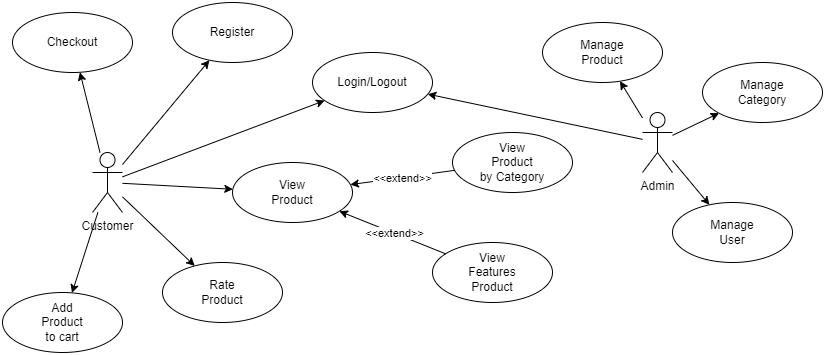 Checkout
Register
Login/Logout
Manage
Product
Manage
Category
View
Product
by Category
<<extend>>
View
Product
Admin
Customer
<<extend>>
Manage
User
View
Features
Product
Rate
Product
Add
Product
to cart